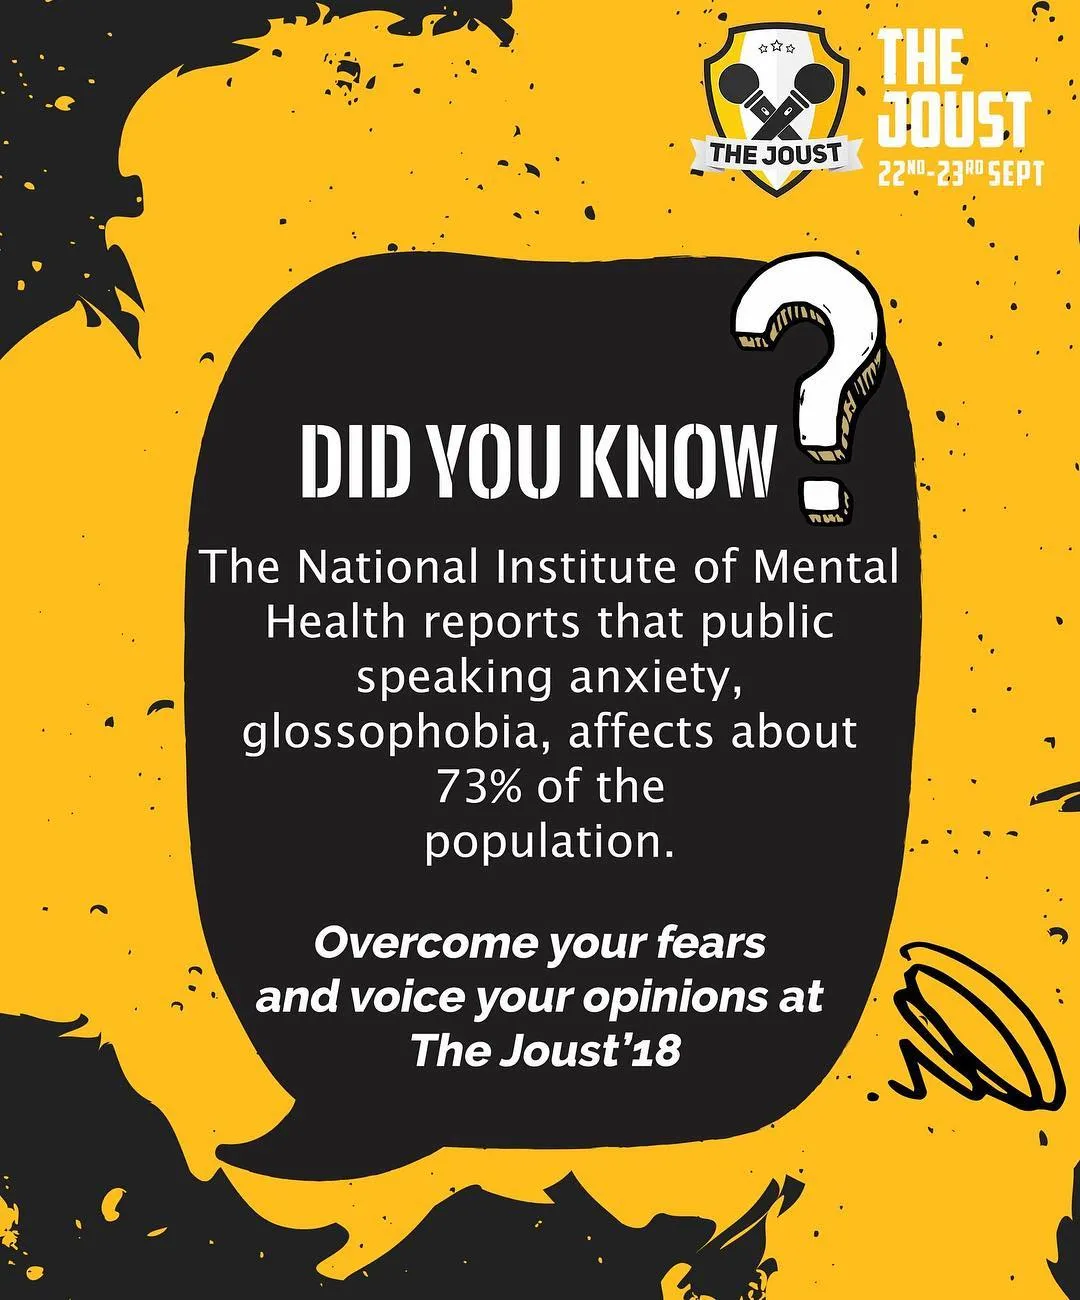 THE JOUST
THE
JOUST
22ND-23RD SEPT
DID YOU KNOW?
The National Institute of Mental
Health reports that public
speaking anxiety,
glossophobia, affects about
73% of the
population.
Overcome your fears
and voice your opinions at
The Joust’18